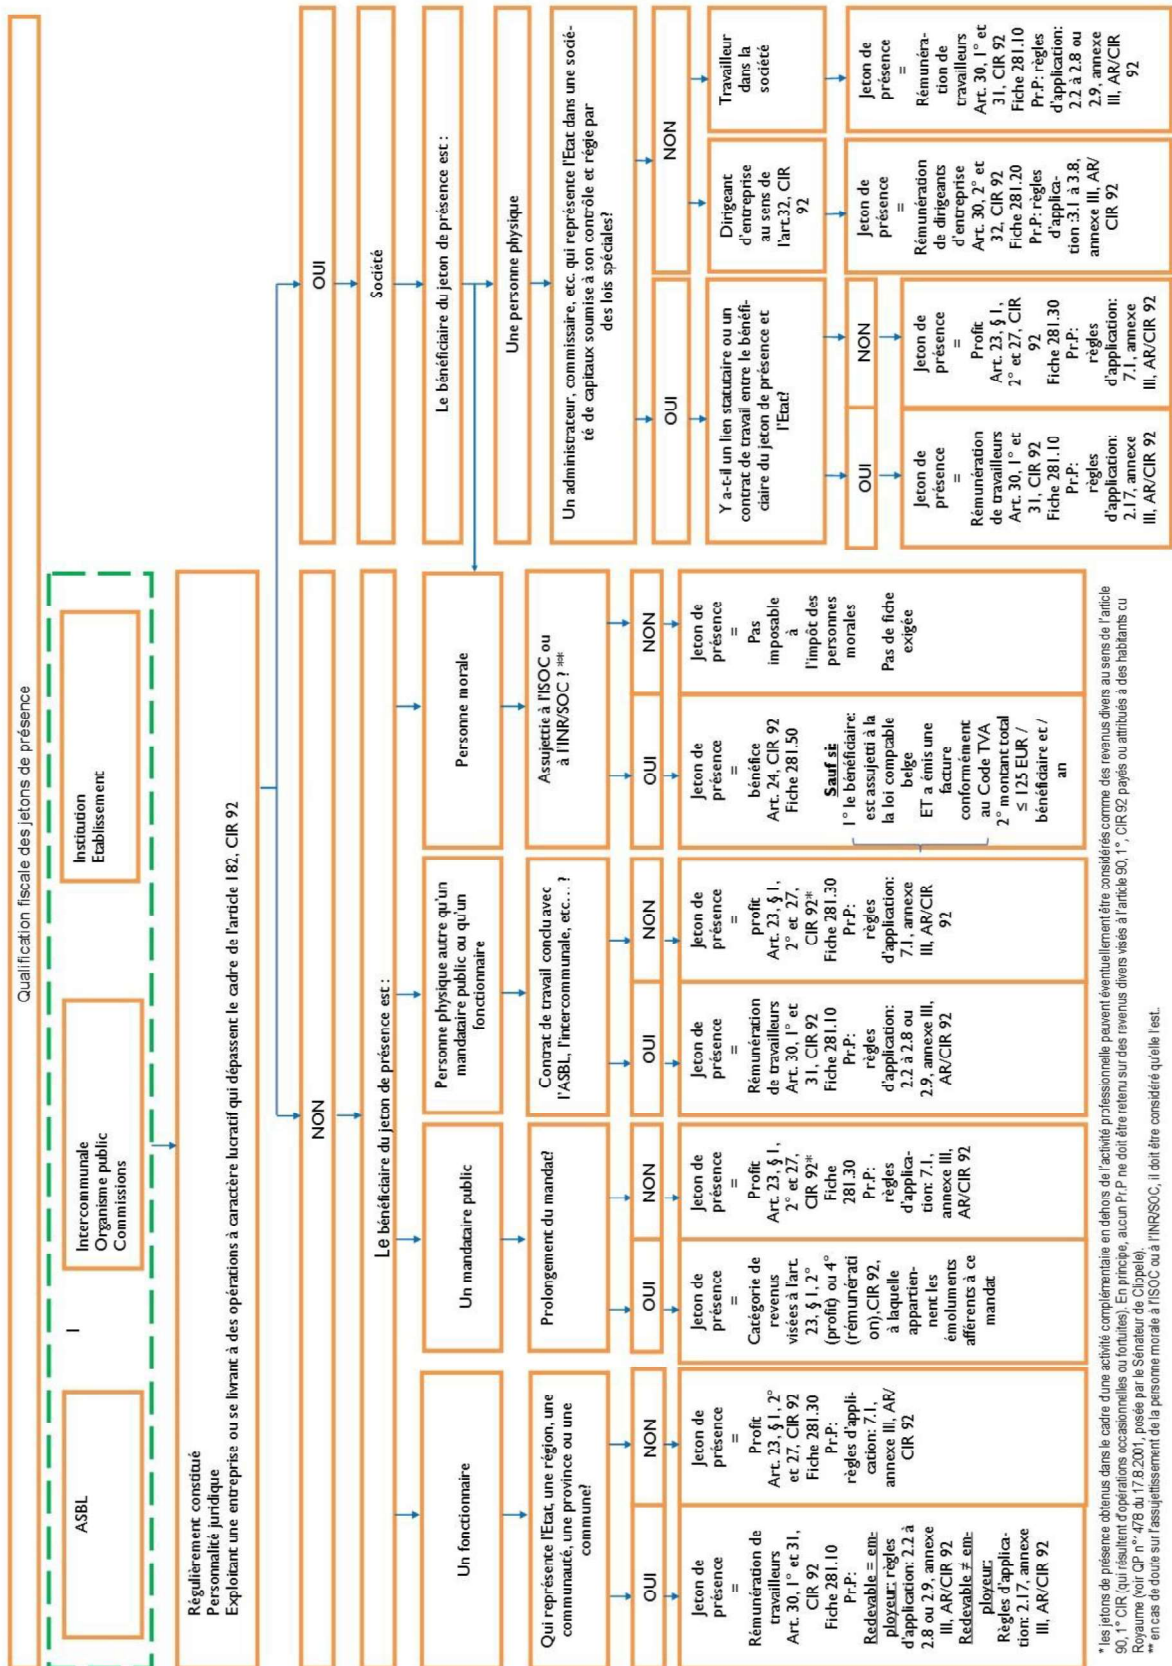 Qualification fiscale des jetons de présence
ASBL
I
Intercommunale
Organisme public
Commissions
Institution
Etablissement
Régulièrement constitué
Personnalité juridique
Exploitant une entreprise ou se livrant à des opérations à caractère lucratif qui dépassent le cadre de l'article 182, CIR 92
NON
Le bénéficiaire du jeton de présence est :
Un fonctionnaire
Qui représente l'Etat, une région, une
communauté, une province ou une
commune?
OUI
Jeton de
présence
=
Rémunération de
travailleurs
Art. 30, 1° et 31,
CIR 92
Fiche 281.10
Pr.P:
Redevable = em-
ployeur: règles
d'application: 2.2 à
2.8 ou 2.9, annexe
III, AR/CIR 92
Redevable ≠ em-
ployeur:
Règles d'applica-
tion: 2.17, annexe
III, AR/CIR 92
NON
Jeton de
présence
=
Profit
Art. 23, § 1, 2°
et 27, CIR 92
Fiche 281.30
Pr.P:
règles d'appli-
cation: 7.1,
annexe III, AR/
CIR 92
Un mandataire public
Prolongement du mandat?
OUI
Jeton de
présence
=
Catégorie de
revenus
visées à l'art.
23, § 1, 2°
(profit) ou 4°
(rémunérati
on),CIR 92,
à laquelle
appartien-
nent les
émoluments
afférents à ce
mandat
NON
Jeton de
présence
=
Profit
Art. 23, § 1,
2° et 27,
CIR 92*
Fiche
281.30
Pr.P:
règles
d'applica-
tion: 7.1,
annexe III,
AR/CIR 92
Personne physique autre qu'un
mandataire public ou qu'un
fonctionnaire
Contrat de travail conclu avec
l'ASBL, l'intercommunale, etc… ?
OUI
Jeton de
présence
=
Rémunération
de travailleurs
Art. 30, 1° et
31, CIR 92
Fiche 281.10
Pr.P:
règles
d'application:
2.2 à 2.8 ou
2.9, annexe III,
AR/CIR 92
NON
Jeton de
présence
=
profit
Art. 23, § 1,
2° et 27,
CIR 92*
Fiche 281.30
Pr.P:
règles
d'application:
7.1, annexe
III, AR/CIR
92
Personne morale
Assujettie à l'ISOC ou
à l'INR/SOC ? **
OUI
Jeton de
présence
=
bénéfice
Art. 24, CIR 92
Fiche 281.50
Sauf si:
1° le bénéficiaire:
est assujetti à la
loi comptable
belge
ET a émis une
facture
conformément
au Code TVA
2° montant total
≤ 125 EUR /
bénéficiaire et /
an
NON
Jeton de
présence
=
Pas
imposable
à
l'impôt des
personnes
morales
Pas de fiche
exigée
OUI
Société
Le bénéficiaire du jeton de présence est :
Une personne physique
Un administrateur, commissaire, etc. qui représente l'Etat dans une socié-
té de capitaux soumise à son contrôle et régie par
des lois spéciales?
OUI
Y a-t-il un lien statutaire ou un
contrat de travail entre le bénéfi-
ciaire du jeton de présence et
l'Etat?
OUI
Jeton de
présence
=
Rémunération
de travailleurs
Art. 30, 1° et
31, CIR 92
Fiche 281.10
Pr.P:
règles
d'application:
2.17, annexe
III, AR/CIR 92
NON
Jeton de
présence
=
Profit
Art. 23, § 1,
2° et 27, CIR
92
Fiche 281.30
Pr.P:
règles
d'application:
7.1, annexe
III, AR/CIR 92
NON
Dirigeant
d'entreprise
au sens de
l'art.32, CIR
92
Jeton de
présence
=
Rémunération
de dirigeants
d'entreprise
Art. 30, 2° et
32, CIR 92
Fiche 281.20
Pr.P: règles
d'applica-
tion :3.1 à 3.8,
annexe III, AR/
CIR 92
Travailleur
dans la
société
Jeton de
présence
=
Rémunéra-
tion de
travailleurs
Art. 30, 1° et
31, CIR 92
Fiche 281.10
Pr.P: règles
d'application:
2.2 à 2.8 ou
2.9, annexe
III, AR/CIR
92
* les jetons de présence obtenus dans le cadre d'une activité complémentaire en dehors de l'activité professionnelle peuvent éventuellement être considérés comme des revenus divers au sens de l'article
90, 1° CIR (qui résultent d'opérations occasionnelles ou fortuites). En principe, aucun Pr.P ne doit être retenu sur des revenus divers visés à l'article 90, 1°, CIR 92 payés ou attribués à des habitants cu
Royaume (voir QP n° 478 du 17.8.2001, posée par le Sénateur de Clippele).
** en cas de doute sur l'assujettissement de la personne morale à l'ISOC ou à l'INR/SOC, il doit être considéré qu'elle l'est.